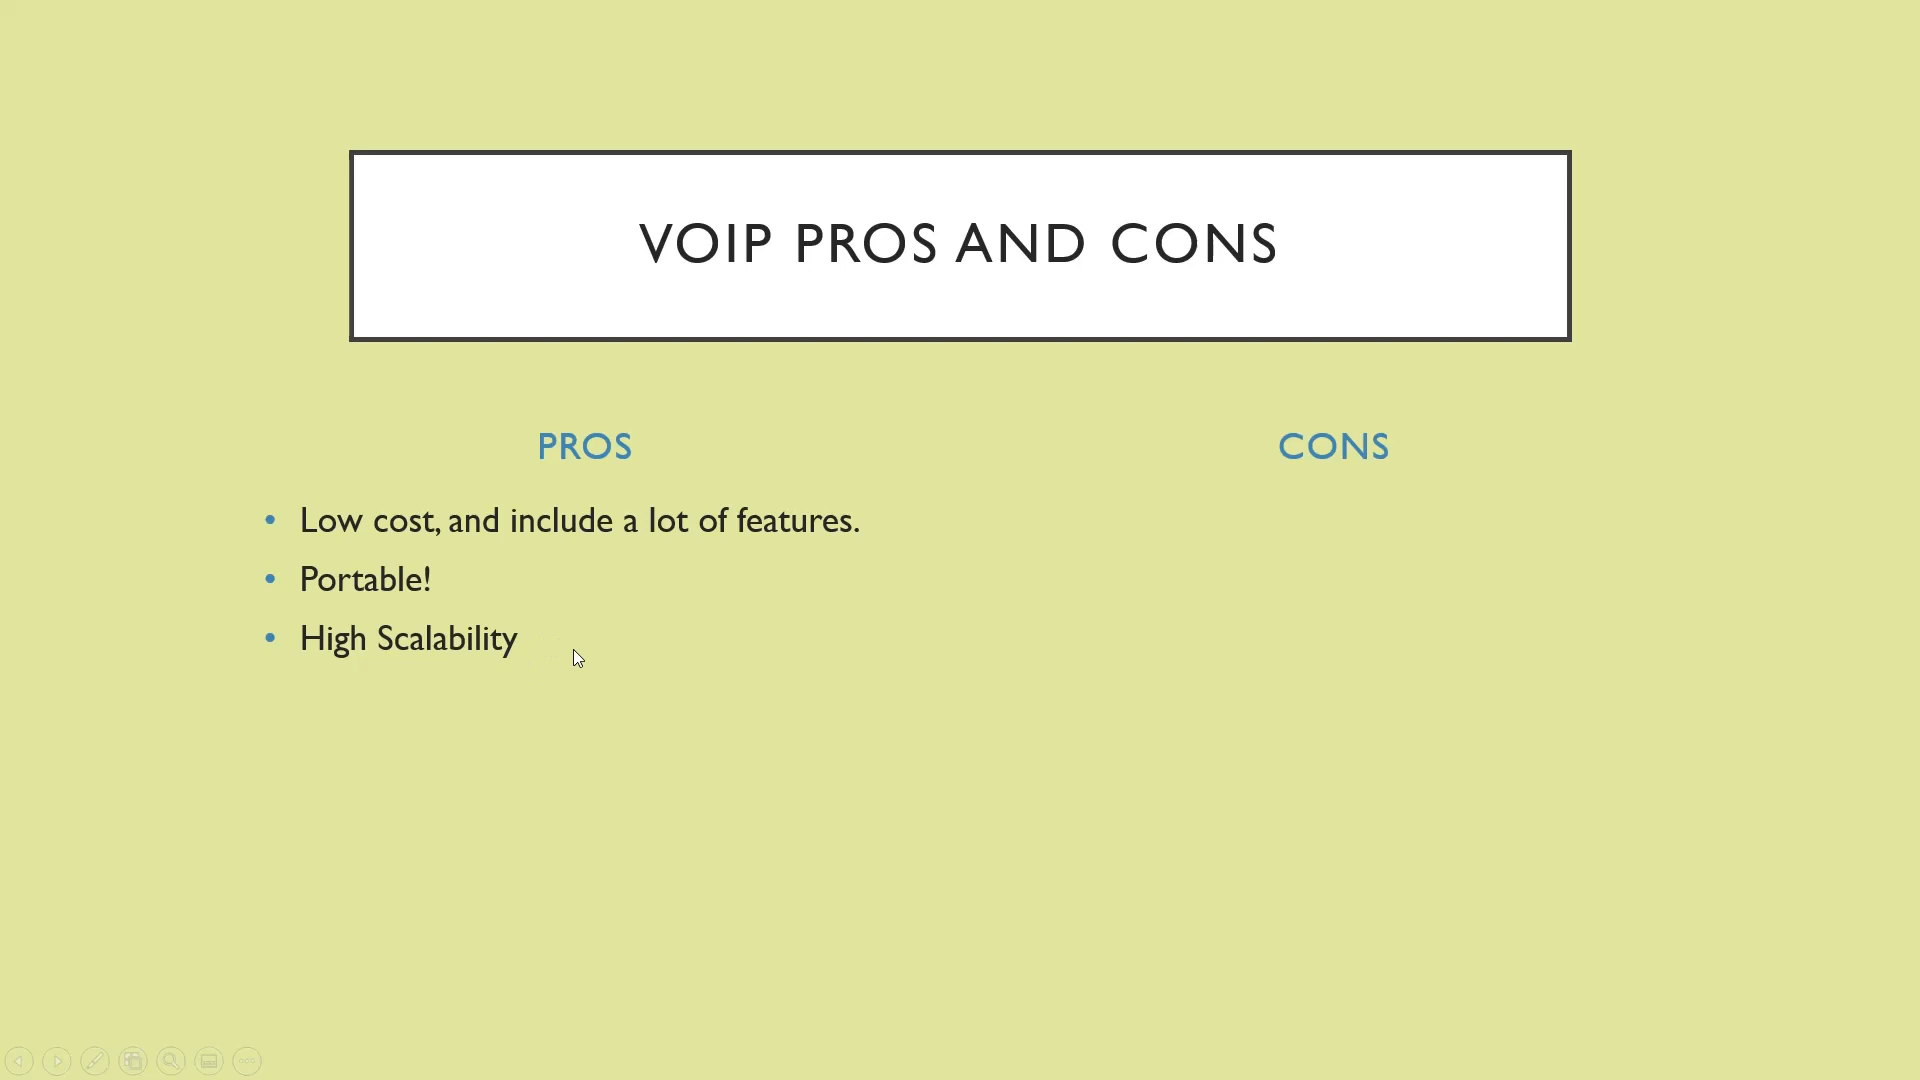 VOIP PROS AND CONS
PROS
• Low cost, and include a lot of features.
• Portable!
• High Scalability
CONS